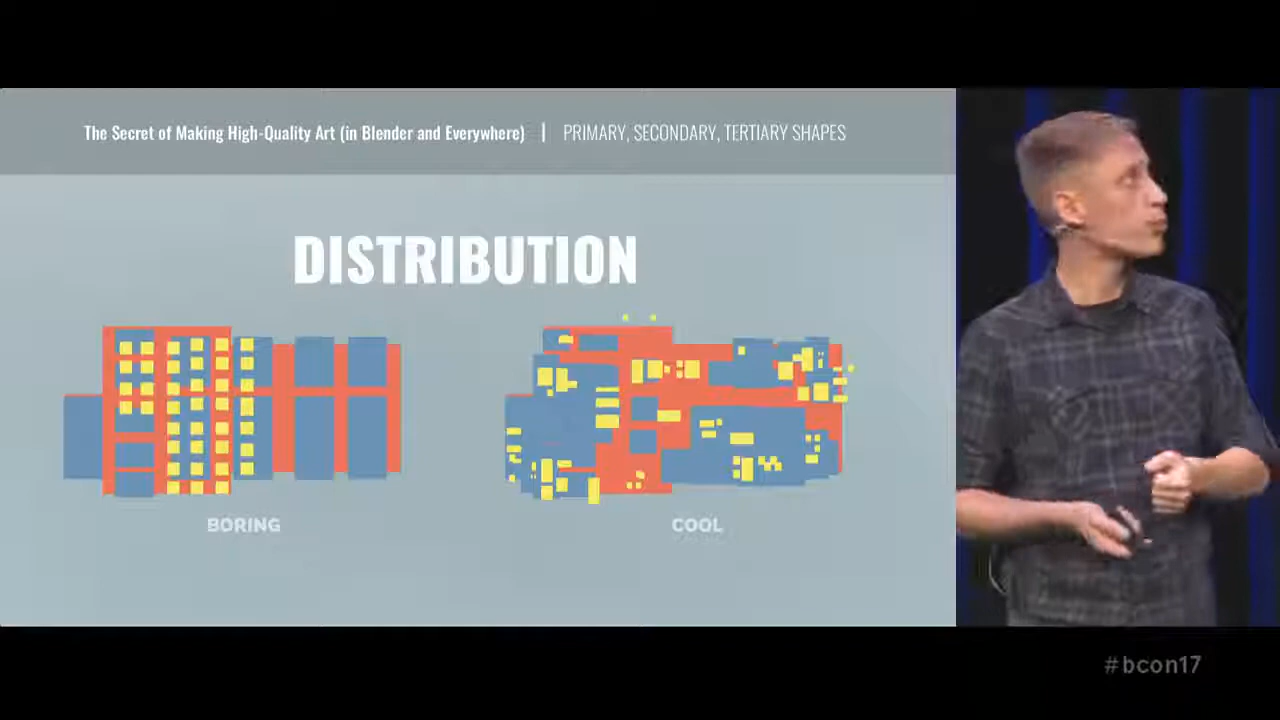 The Secret of Making High-Quality Art (in Blender and Everywhere) | PRIMARY, SECONDARY, TERTIARY SHAPES
DISTRIBUTION
BORING
COOL
#bcon17